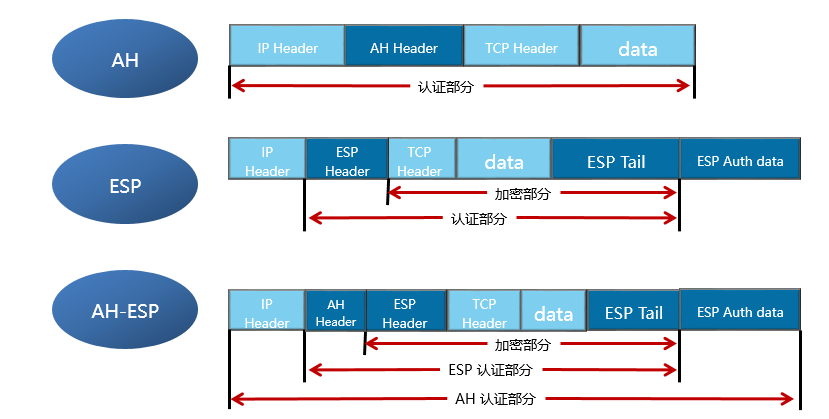 AH
IP Header
AH Header
TCP Header
data
认证部分
ESP
IP
Header
ESP
Header
TCP
Header
data
ESP Tail
ESP Auth data
加密部分
认证部分
AH-ESP
IP
Header
AH
Header
ESP
Header
TCP
Header
data
ESP Tail
ESP Auth data
加密部分
ESP 认证部分
AH 认证部分